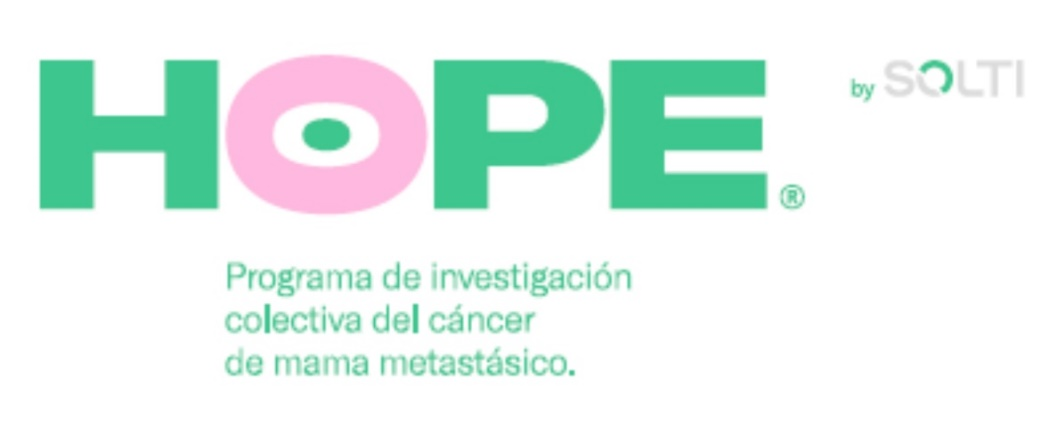 HOPE®
by SOLTI
Programa de investigación
colectiva del cáncer
de mama metastásico.